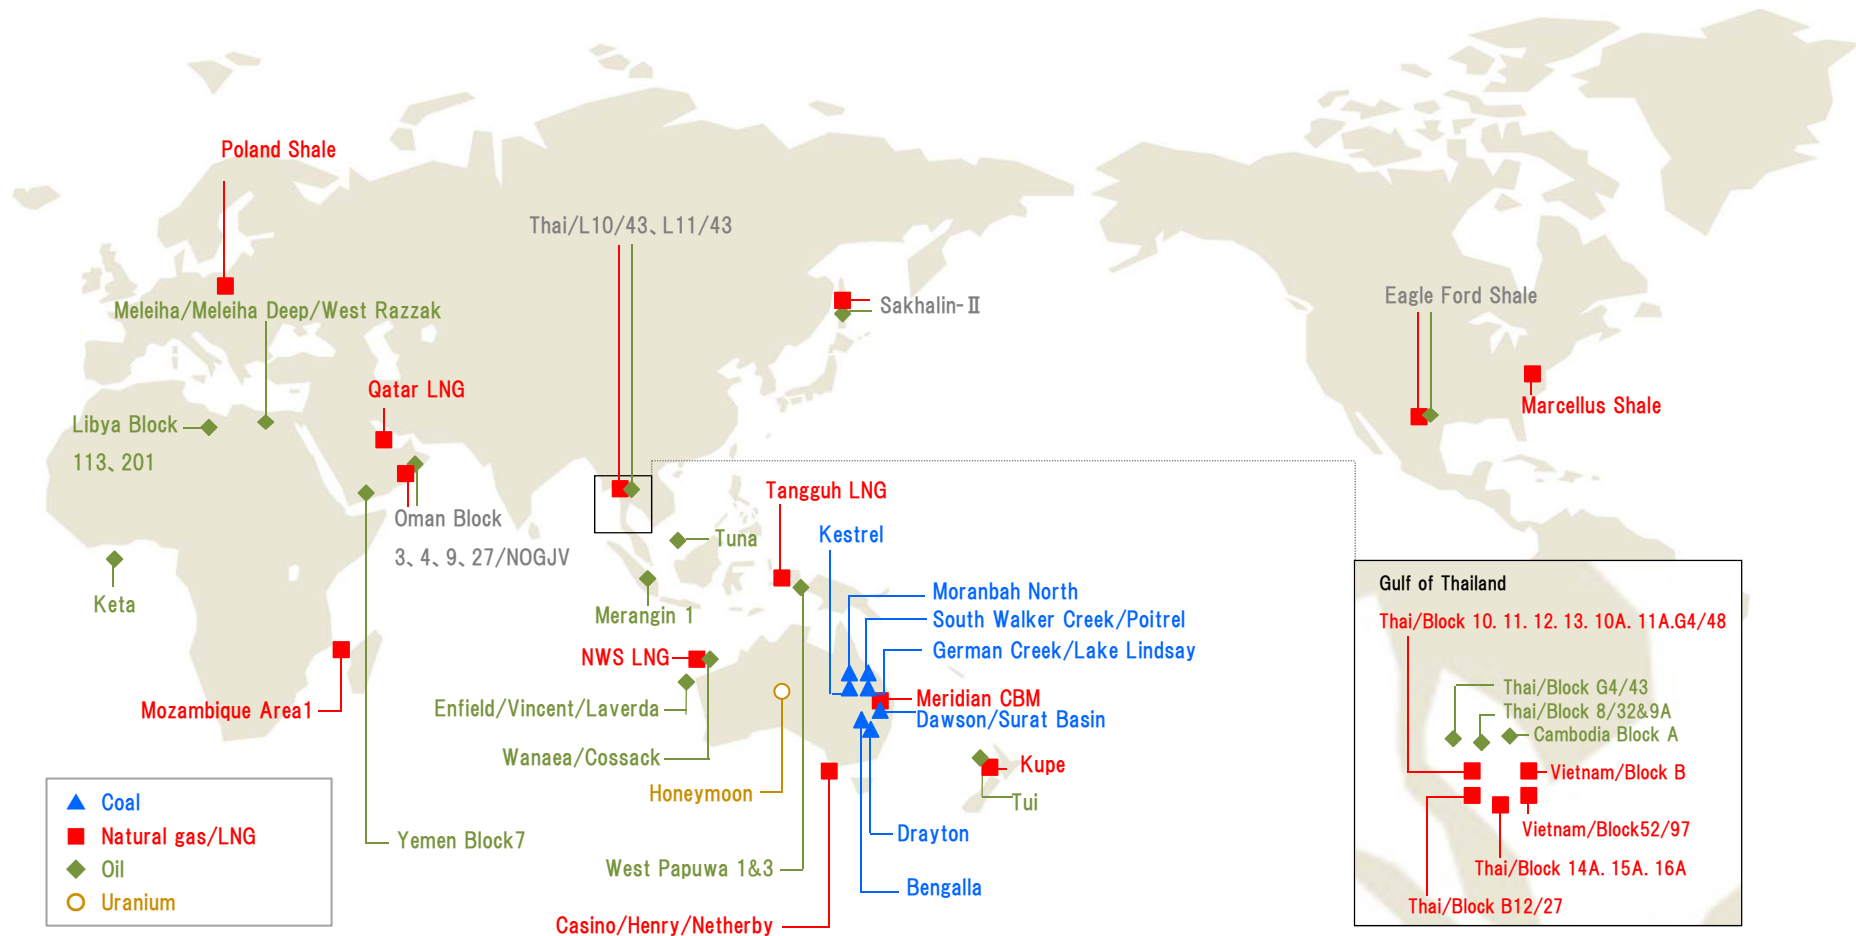 Poland Shale
Thai/L10/43、L11/43
Meleiha/Meleiha Deep/West Razzak
Sakhalin-Ⅱ
Eagle Ford Shale
Qatar LNG
Marcellus Shale
Libya Block
113、201
Tangguh LNG
Oman Block
3、4、9、27/NOGJV
Tuna
Kestrel
Keta
Merangin 1
Moranbah North
South Walker Creek/Poitrel
German Creek/Lake Lindsay
NWS LNG
Meridian CBM
Dawson/Surat Basin
Mozambique Area1
Enfield/Vincent/Laverda
Wanaea/Cossack
Honeymoon
Kupe
Tui
Drayton
Yemen Block7
West Papuwa 1&3
Bengalla
Casino/Henry/Netherby
Coal
Natural gas/LNG
Oil
Uranium
Gulf of Thailand
Thai/Block 10. 11. 12. 13. 10A. 11A.G4/48
Thai/Block G4/43
Thai/Block 8/32&9A
Cambodia Block A
Vietnam/Block B
Vietnam/Block52/97
Thai/Block 14A. 15A. 16A
Thai/Block B12/27